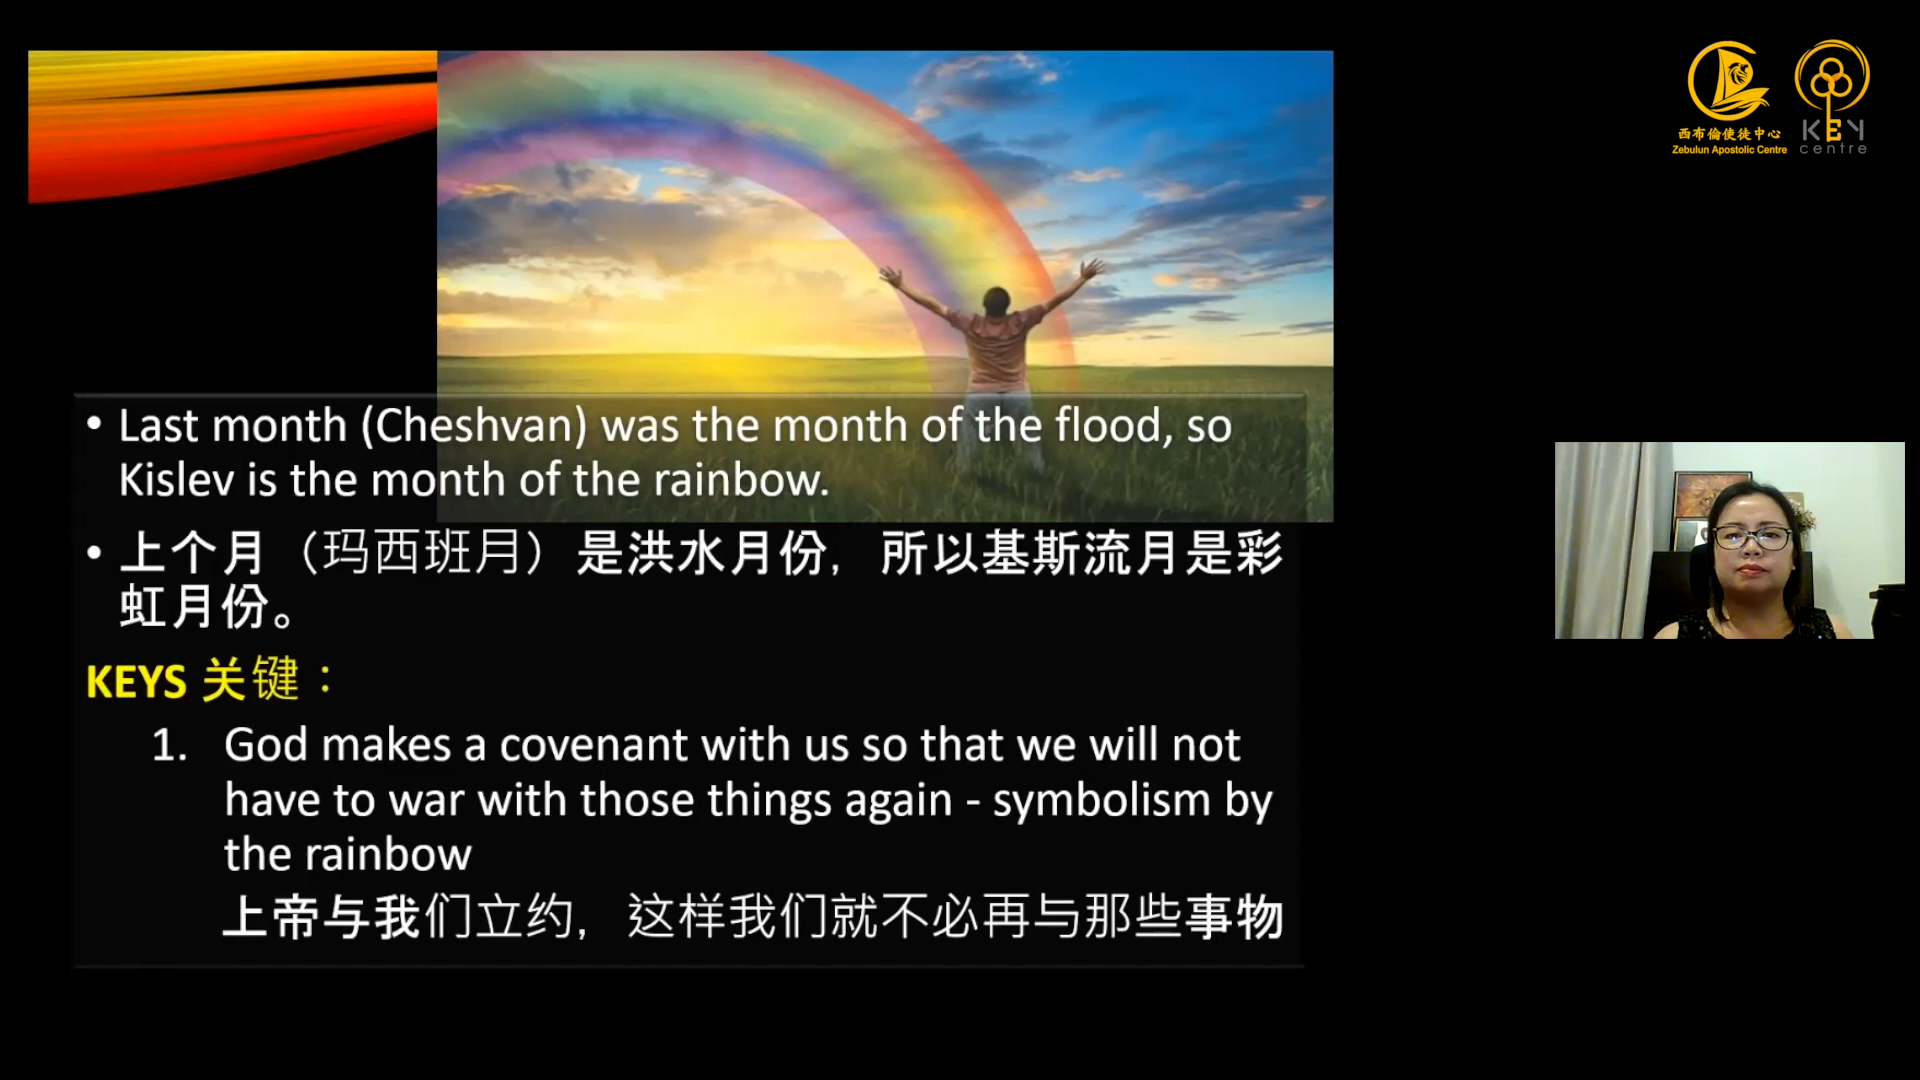 西布倫使徒中心
Zebulun Apostolic Centre
KEY
centre
• Last month (Cheshvan) was the month of the flood, so
Kislev is the month of the rainbow.
• 上个月（玛西班月）是洪水月份，所以基斯流月是彩
虹月份。
KEYS 关键：
1. God makes a covenant with us so that we will not
have to war with those things again - symbolism by
the rainbow
上帝与我们立约，这样我们就不必再与那些事物